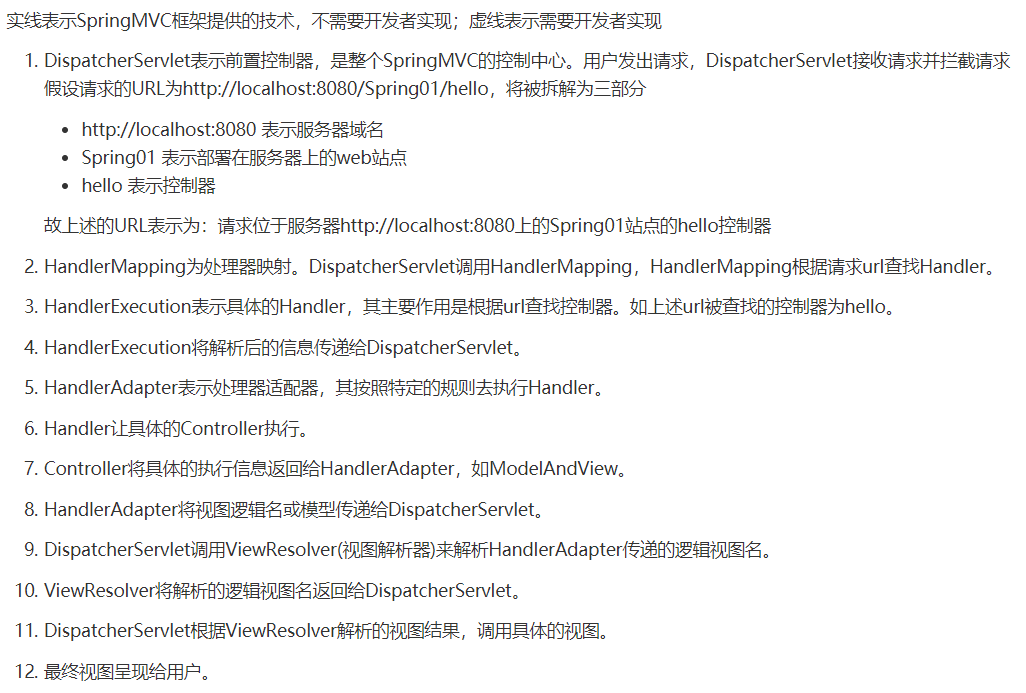 实线表示SpringMVC框架提供的技术，不需要开发者实现；虚线表示需要开发者实现
1. DispatcherServlet表示前置控制器，是整个SpringMVC的控制中心。用户发出请求，DispatcherServlet接收请求并拦截请求
假设请求的URL为http://localhost:8080/Spring01/hello，将被拆解为三部分
• http://localhost:8080 表示服务器域名
• Spring01 表示部署在服务器上的web站点
• hello 表示控制器
故上述的URL表示为：请求位于服务器http://localhost:8080上的Spring01站点的hello控制器
2. HandlerMapping为处理器映射。DispatcherServlet调用HandlerMapping，HandlerMapping根据请求url查找Handler。
3. HandlerExecution表示具体的Handler，其主要作用是根据url查找控制器。如上述url被查找的控制器为hello。
4. HandlerExecution将解析后的信息传递给DispatcherServlet。
5. HandlerAdapter表示处理器适配器，其按照特定的规则去执行Handler。
6. Handler让具体的Controller执行。
7. Controller将具体的执行信息返回给HandlerAdapter，如ModelAndView。
8. HandlerAdapter将视图逻辑名或模型传递给DispatcherServlet。
9. DispatcherServlet调用ViewResolver(视图解析器)来解析HandlerAdapter传递的逻辑视图名。
10. ViewResolver将解析的逻辑视图名返回给DispatcherServlet。
11. DispatcherServlet根据ViewResolver解析的视图结果，调用具体的视图。
12. 最终视图呈现给用户。